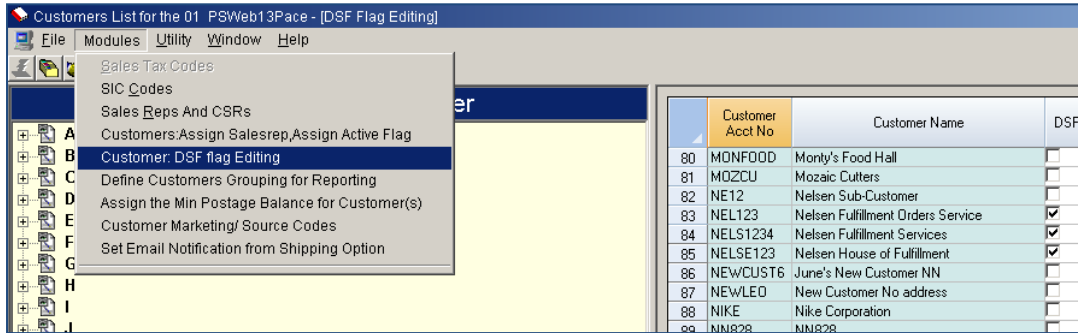 Customers List for the 01 PSWeb13Pace - [DSF Flag Editing]
File Modules Utility Window Help
Sales Tax Codes
SIC Codes
Sales Reps And CSRs
Customers:Assign Salesrep,Assign Active Flag
Customer: DSF flag Editing
Define Customers Grouping for Reporting
Assign the Min Postage Balance for Customer(s)
Customer Marketing/ Source Codes
Set Email Notification from Shipping Option
er
A
B
C
D
E
F
G
H
I
J
Customer Acct No Customer Name DSF
80 MONFOOD Monty's Food Hall
81 MOZCU Mozaic Cutters
82 NE12 Nelsen Sub-Customer
83 NEL123 Nelsen Fulfillment Orders Service
84 NELS1234 Nelsen Fulfillment Services
85 NELSE123 Nelsen House of Fulfillment
86 NEWCUST6 June's New Customer NN
87 NEWLEO New Customer No address
88 NIKE Nike Corporation
89 NN828 NN828